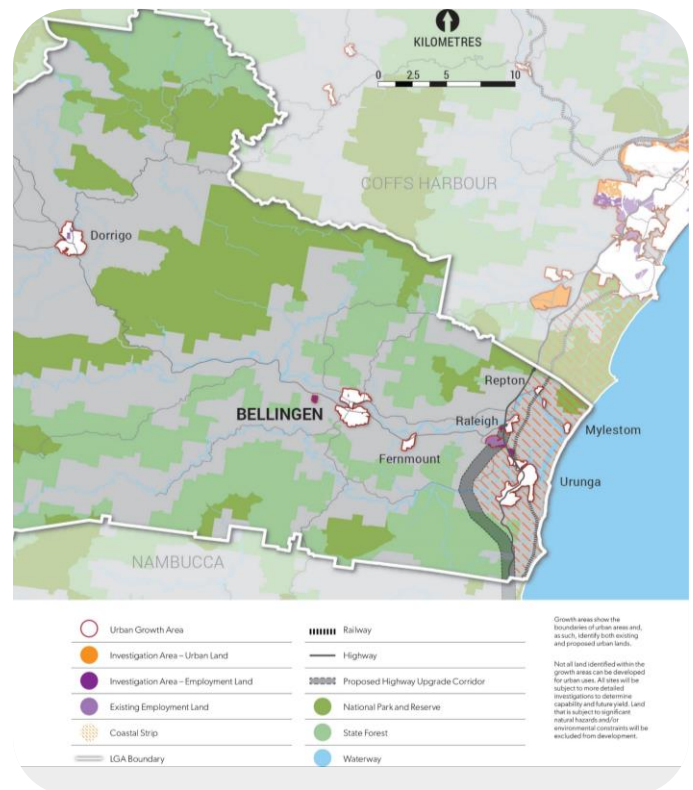 KILOMETRES
0 2.5 5 10
COFFS HARBOUR
Dorrigo
Repton
BELLINGEN
Raleigh
Mylestom
Fernmount
Urunga
NAMBUCCA
Urban Growth Area
Investigation Area – Urban Land
Investigation Area – Employment Land
Existing Employment Land
Coastal Strip
LGA Boundary
Railway
Highway
Proposed Highway Upgrade Corridor
National Park and Reserve
State Forest
Waterway
Growth areas show the
boundaries of urban areas and,
as such, identify both existing
and proposed urban lands.
Not all land identified within the
growth areas can be developed
for urban uses. All sites will be
subject to more detailed
investigations to determine
capability and future yield. Land
that is subject to significant
natural hazards and/or
environmental constraints will be
excluded from development.